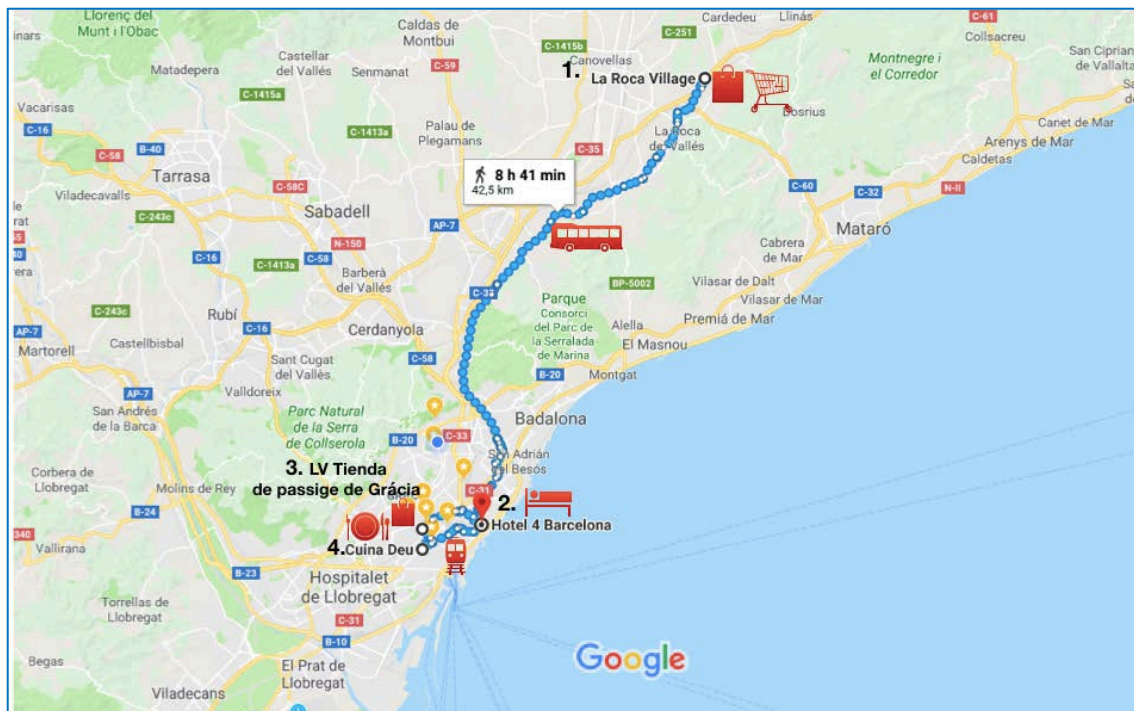 Llorenç del
Munt i l'Obac
Caldas de
Montbui
C-251
Cardedeu
Llinás
C-61
Collsacreu
inars
Matadepera
Castellar
del Vallés
Senmanat
C-59
C-1415b
Canovellas
1.
La Roca Village
Montnegre i
el Corredor
San Ciprian
de Vallalta
Vacarisas
C-1415a
Dosrius
C-16
B-40
C-1413a
Palau de
Plegamans
C-35
La Roca
del Vallés
Canet de Mar
Arenys de Mar
Caldetas
C-58
Tarrasa
Viladecavalls
C-58C
8 h 41 min
42,5 km
C-60
C-32
N-II
C-243c
Sabadell
AP-7
Mataró
C-16
N-150
C-58
Cabrera
de Mar
C-1413a
Barberà
del Vallés
C-33
BP-5002
Vilasar de Dalt
Vilasar de Mar
Parque
Consorci
del Parc de
la Serralada
de Marina
C-243c
Rubí
Premiá de Mar
AP-7
Castellbisbal
C-16
Cerdanyola
Alella
El Masnou
Martorell
Sant Cugat
del Vallès
C-58
B-20
Montgat
AP-7
Valldoreix
San Andrés
de la Barca
Parc Natural
de la Serra
de Collserola
B-20
C-33
Badalona
San Adrián
del Besós
3. LV Tienda
de passige de Grácia
Corbera de
Llobregat
Molins de Rey
C-31
2.
B-24
Hotel 4 Barcelona
340
Vallirana
4.
Cuina Deu
B-23
Hospitalet
de Llobregat
Torrellas de
Llobregat
C-31
B-10
Begas
El Prat de
Llobregat
Google
Viladecans